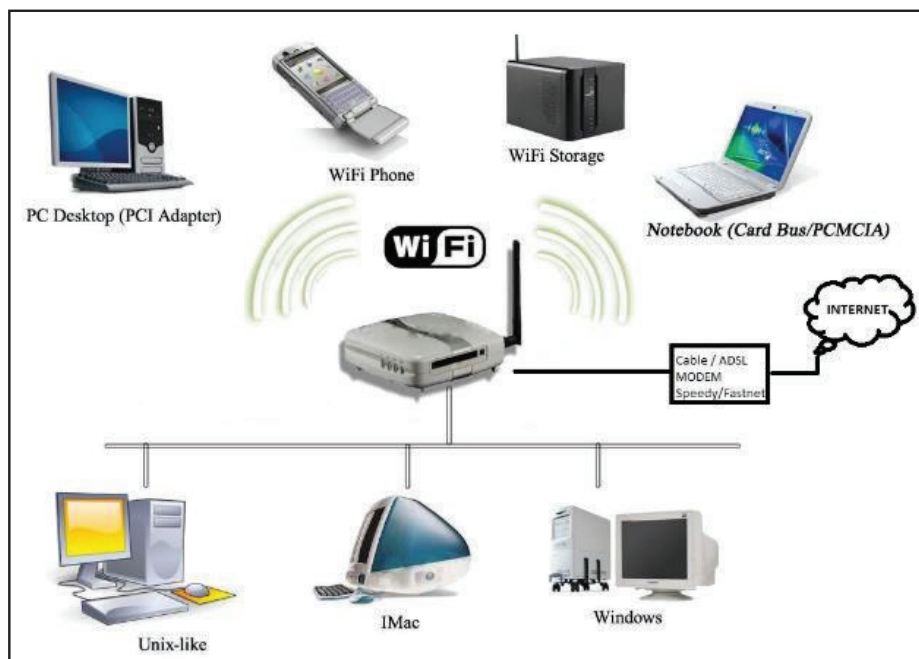 WiFi Phone
WiFi Storage
PC Desktop (PCI Adapter)
Notebook (Card Bus/PCMCIA)
WiFi
INTERNET
Cable / ADSL
MODEM
Speedy/Fastnet
Unix-like
IMac
Windows